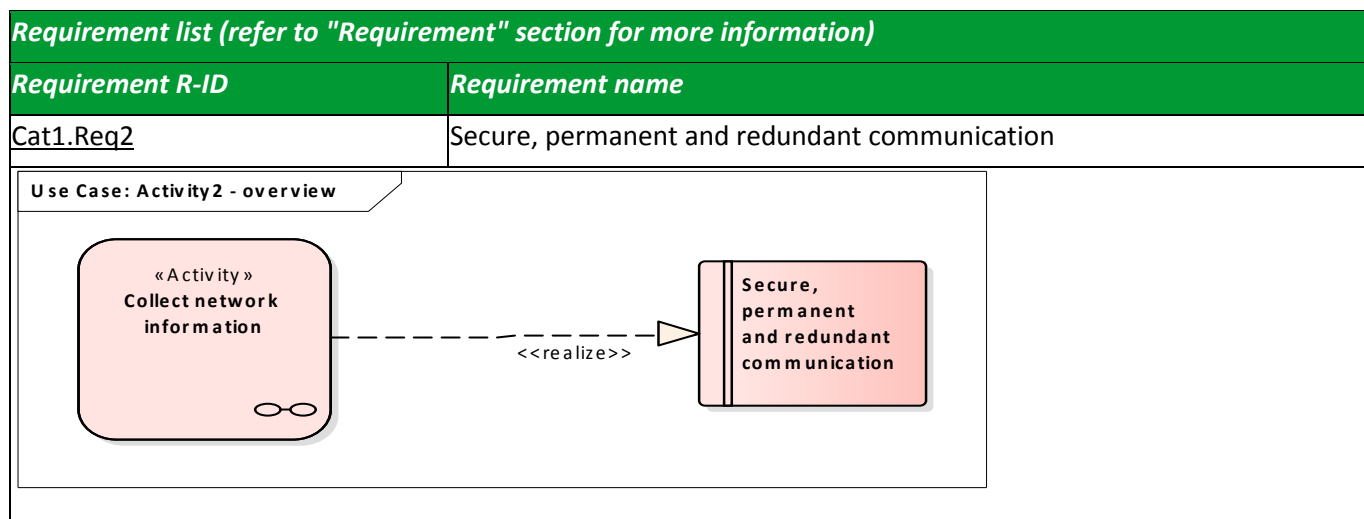 Requirement list (refer to "Requirement" section for more information)
Requirement R-ID Requirement name
Cat1.Req2 Secure, permanent and redundant communication
Use Case: Activity2 - overview
«Activity»
Collect network
information
<<realize>>
Secure,
permanent
and redundant
communication